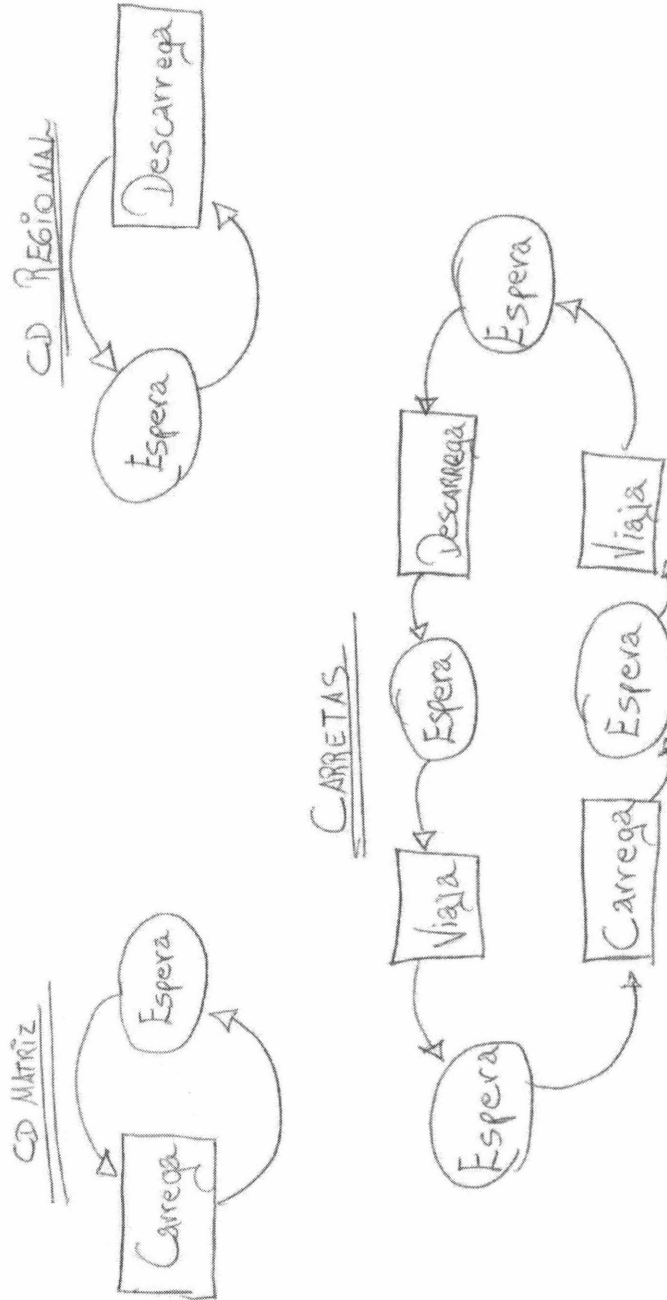 CD MATRIZ
Carrega
Espera
CD REGIONAL
Espera
Descarrega
CARRETAS
Espera
Viaja
Espera
DESCARREGA
Espera
Carrega
Espera
Viaja